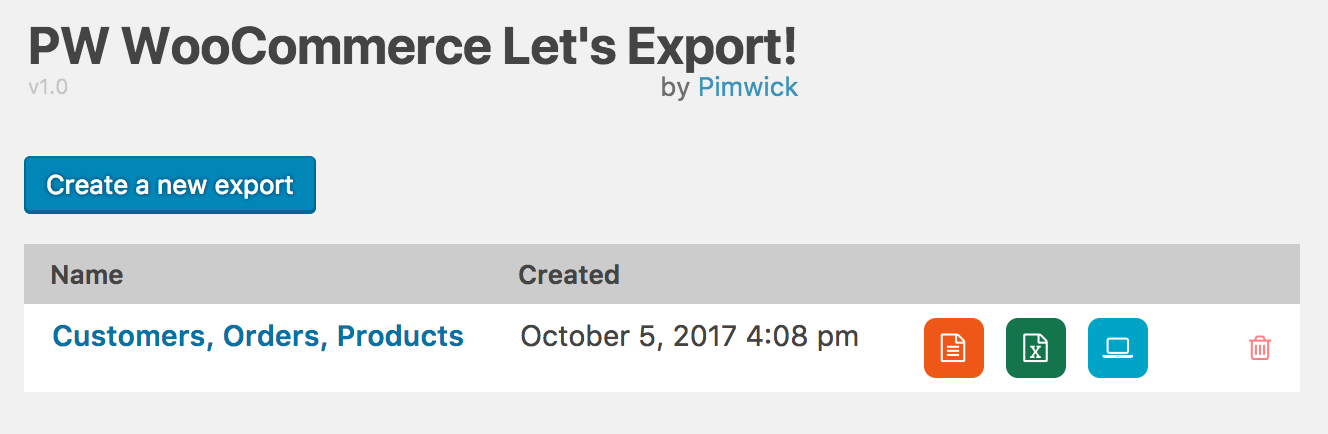 PW WooCommerce Let's Export!
v1.0 by Pimwick
Create a new export
Name Created
Customers, Orders, Products October 5, 2017 4:08 pm